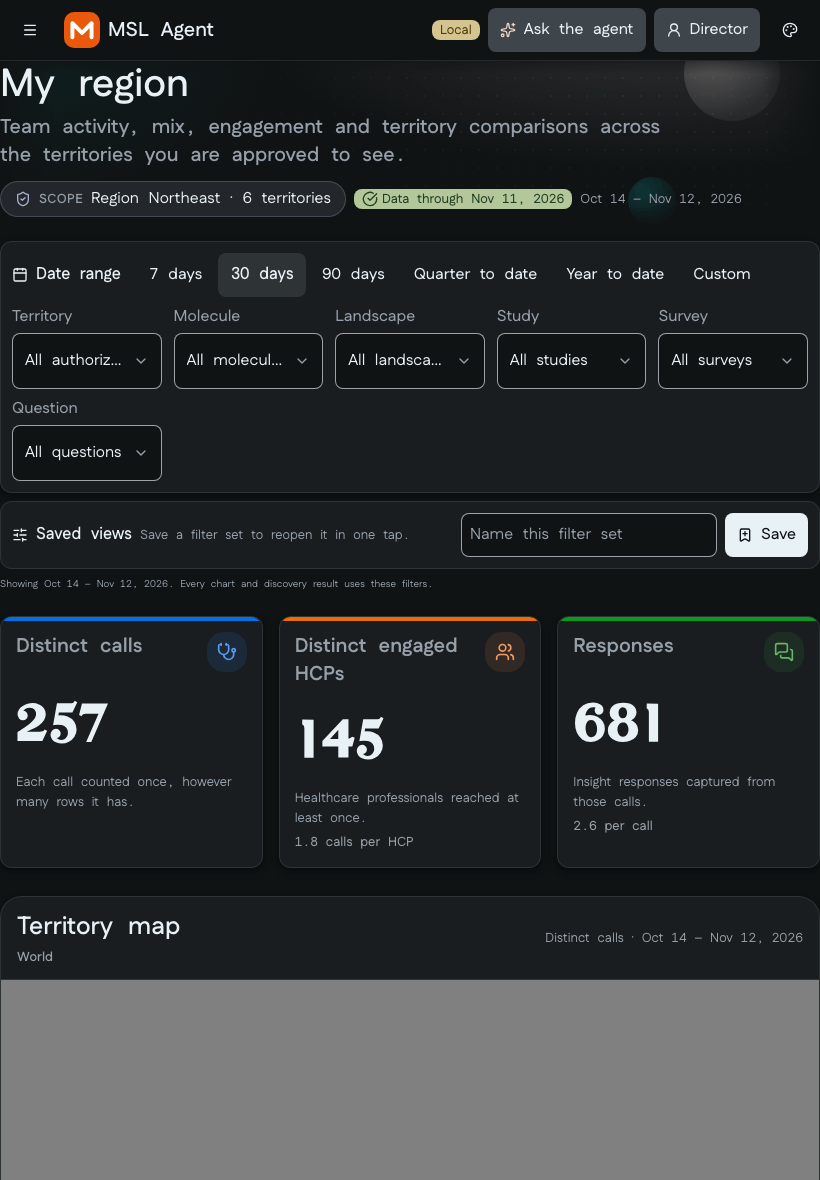 MSL Agent
Local
Ask the agent
Director
My region
Team activity, mix, engagement and territory comparisons across
the territories you are approved to see.
SCOPE Region Northeast · 6 territories
Data through Nov 11, 2026
Oct 14 – Nov 12, 2026
Date range
7 days
30 days
90 days
Quarter to date
Year to date
Custom
Territory
Molecule
Landscape
Study
Survey
All authoriz...
All molecul...
All landsca...
All studies
All surveys
Question
All questions
Saved views
Save a filter set to reopen it in one tap.
Name this filter set
Save
Showing Oct 14 – Nov 12, 2026. Every chart and discovery result uses these filters.
Distinct calls
257
Each call counted once, however
many rows it has.
Distinct engaged
HCPs
145
Healthcare professionals reached at
least once.
1.8 calls per HCP
Responses
681
Insight responses captured from
those calls.
2.6 per call
Territory map
World
Distinct calls · Oct 14 – Nov 12, 2026